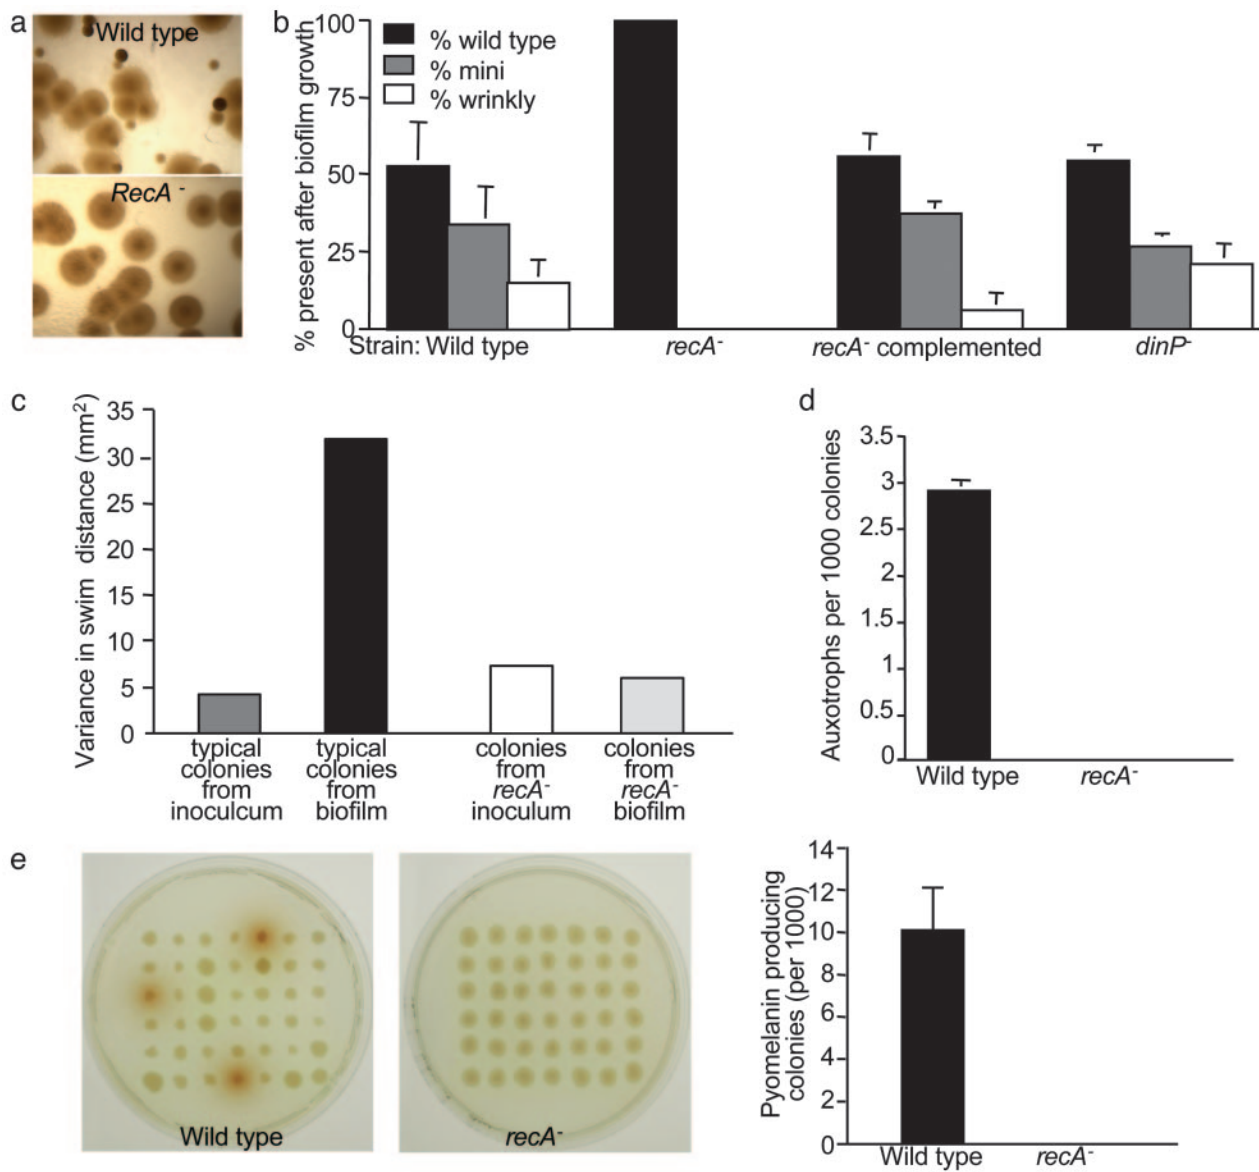 a
Wild type
RecA -
b
% present after biofilm growth
100
75
50
25
0
% wild type
% mini
% wrinkly
Strain: Wild type
recA-
recA- complemented
dinP-
c
Variance in swim distance (mm2)
35
30
25
20
15
10
5
0
typical
colonies
from
inoculcum
typical
colonies
from
biofilm
colonies
from
recA-
inoculum
colonies
from
recA-
biofilm
d
Auxotrophs per 1000 colonies
3.5
3
2.5
2
1.5
1
0.5
0
Wild type
recA-
e
Wild type
recA-
Pyomelanin producing
colonies (per 1000)
14
12
10
8
6
4
2
0
Wild type
recA-